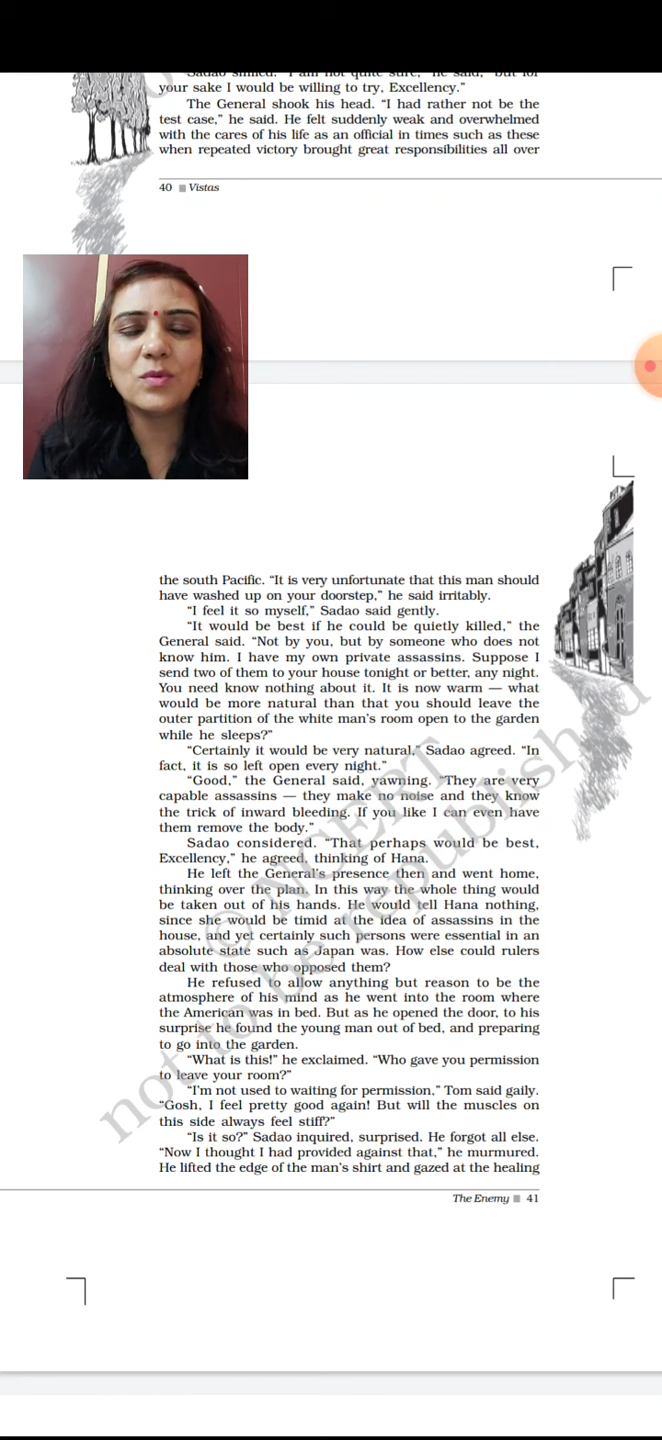 Sadao smiled. “I am not quite sure,” he said, “but for
your sake I would be willing to try, Excellency.”
The General shook his head. “I had rather not be the
test case,” he said. He felt suddenly weak and overwhelmed
with the cares of his life as an official in times such as these
when repeated victory brought great responsibilities all over
40 ■ Vistas
the south Pacific. “It is very unfortunate that this man should
have washed up on your doorstep,” he said irritably.
“I feel it so myself,” Sadao said gently.
“It would be best if he could be quietly killed,” the
General said. “Not by you, but by someone who does not
know him. I have my own private assassins. Suppose I
send two of them to your house tonight or better, any night.
You need know nothing about it. It is now warm — what
would be more natural than that you should leave the
outer partition of the white man’s room open to the garden
while he sleeps?”
“Certainly it would be very natural,” Sadao agreed. “In
fact, it is so left open every night.”
“Good,” the General said, yawning. “They are very
capable assassins — they make no noise and they know
the trick of inward bleeding. If you like I can even have
them remove the body.”
Sadao considered. “That perhaps would be best,
Excellency,” he agreed, thinking of Hana.
He left the General’s presence then and went home,
thinking over the plan. In this way the whole thing would
be taken out of his hands. He would tell Hana nothing,
since she would be timid at the idea of assassins in the
house, and yet certainly such persons were essential in an
absolute state such as Japan was. How else could rulers
deal with those who opposed them?
He refused to allow anything but reason to be the
atmosphere of his mind as he went into the room where
the American was in bed. But as he opened the door, to his
surprise he found the young man out of bed, and preparing
to go into the garden.
“What is this!” he exclaimed. “Who gave you permission
to leave your room?”
“I’m not used to waiting for permission,” Tom said gaily.
“Gosh, I feel pretty good again! But will the muscles on
this side always feel stiff?”
“Is it so?” Sadao inquired, surprised. He forgot all else.
“Now I thought I had provided against that,” he murmured.
He lifted the edge of the man’s shirt and gazed at the healing
The Enemy ■ 41
© NCERT
not to be republished